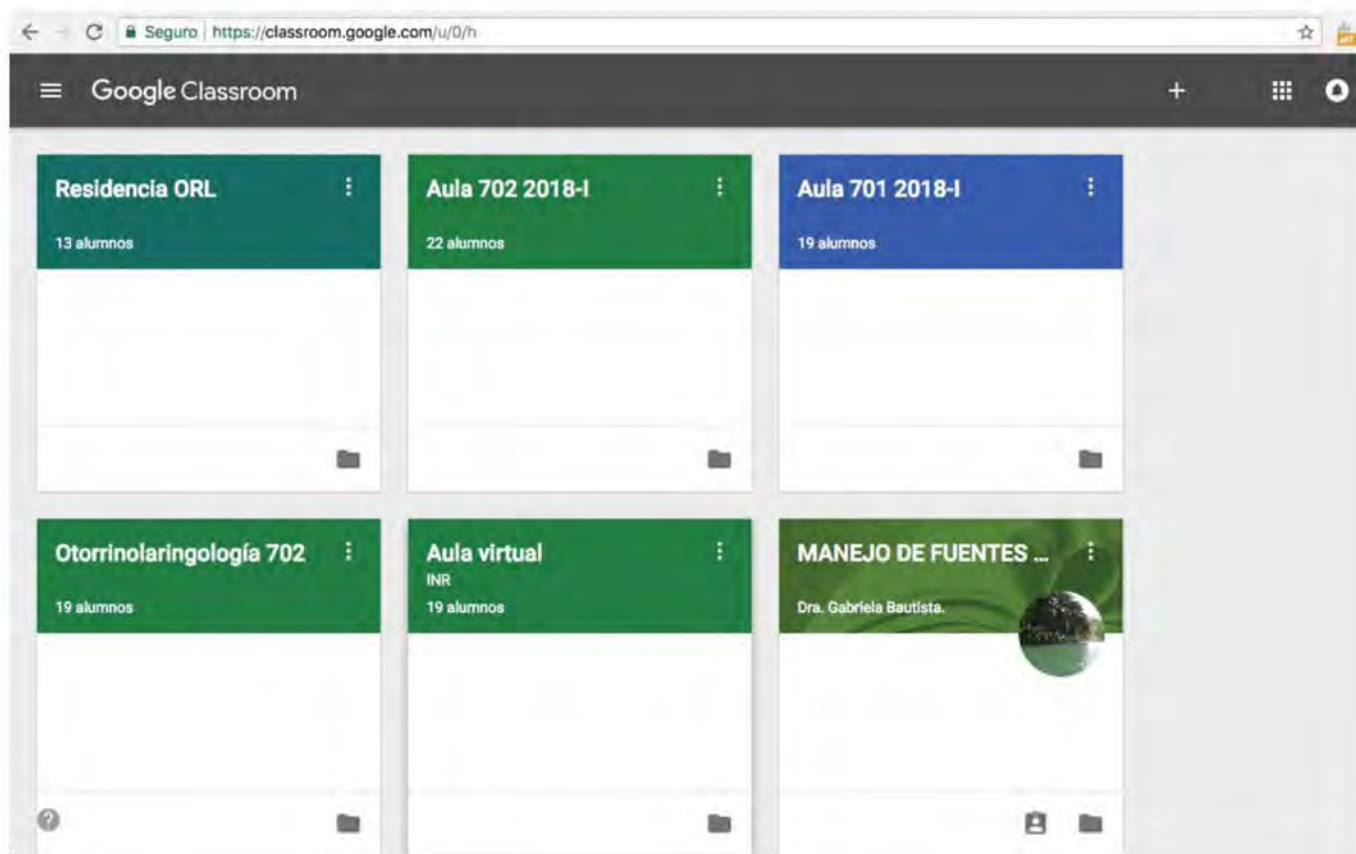 Seguro https://classroom.google.com/u/0/h
Google Classroom
Residencia ORL
13 alumnos
Aula 702 2018-I
22 alumnos
Aula 701 2018-I
19 alumnos
Otorrinolaringología 702
19 alumnos
Aula virtual
INR
19 alumnos
MANEJO DE FUENTES ...
Dra. Gabriela Bautista.